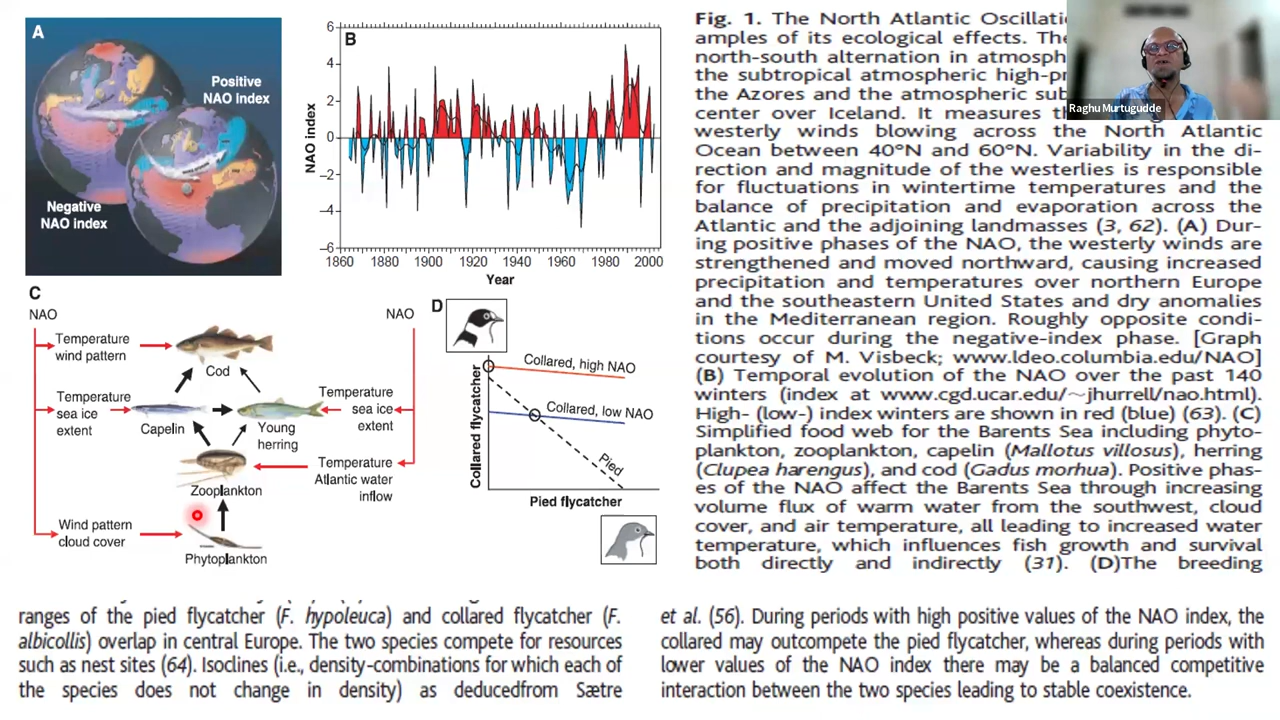 A
Positive
NAO index
Negative
NAO index
B
NAO index
6
4
2
0
−2
−4
−6
1860 1880 1900 1920 1940 1960 1980 2000
Year
C
NAO
NAO
Temperature
wind pattern
Cod
Temperature
sea ice
extent
Capelin
Young
herring
Temperature
sea ice
extent
Zooplankton
Temperature
Atlantic water
inflow
Wind pattern
cloud cover
Phytoplankton
D
Collared flycatcher
Collared, high NAO
Collared, low NAO
Pied
Pied flycatcher
Raghu Murtugudde
Fig. 1. The North Atlantic
amples of its ecological effects.
north-south alternation in
the subtropical atmospheric
the Azores and the atmospheric
center over Iceland. It measures
westerly winds blowing across the North Atlantic
Ocean between 40°N and 60°N. Variability in the di-
rection and magnitude of the westerlies is responsible
for fluctuations in wintertime temperatures and the
balance of precipitation and evaporation across the
Atlantic and the adjoining landmasses (3, 62). (A) Dur-
ing positive phases of the NAO, the westerly winds are
strengthened and moved northward, causing increased
precipitation and temperatures over northern Europe
and the southeastern United States and dry anomalies
in the Mediterranean region. Roughly opposite condi-
tions occur during the negative-index phase. [Graph
courtesy of M. Visbeck; www.ldeo.columbia.edu/NAO]
(B) Temporal evolution of the NAO over the past 140
winters (index at www.cgd.ucar.edu/~jhurrell/nao.html).
High- (low-) index winters are shown in red (blue) (63). (C)
Simplified food web for the Barents Sea including phyto-
plankton, zooplankton, capelin (Mallotus villosus), herring
(Clupea harengus), and cod (Gadus morhua). Positive phas-
es of the NAO affect the Barents Sea through increasing
volume flux of warm water from the southwest, cloud
cover, and air temperature, all leading to increased water
temperature, which influences fish growth and survival
both directly and indirectly (31). (D)The breeding
ranges of the pied flycatcher (F. hypoleuca) and collared flycatcher (F.
albicollis) overlap in central Europe. The two species compete for resources
such as nest sites (64). Isoclines (i.e., density-combinations for which each of
the species does not change in density) as deducedfrom Sætre
et al. (56). During periods with high positive values of the NAO index, the
collared may outcompete the pied flycatcher, whereas during periods with
lower values of the NAO index there may be a balanced competitive
interaction between the two species leading to stable coexistence.